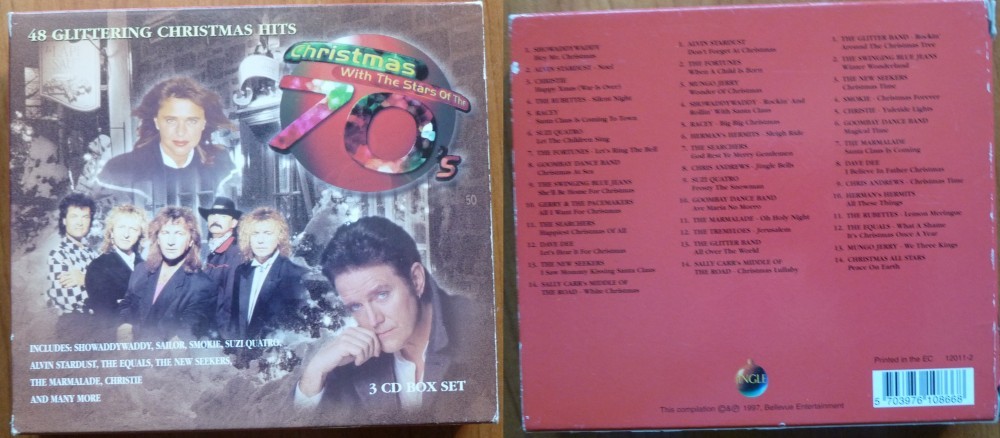 48 GLITTERING CHRISTMAS HITS
Christmas
With The Stars Of The
70's
INCLUDES: SHOWADDYWADDY, SAILOR, SMOKIE, SUZI QUATRO,
ALVIN STARDUST, THE EQUALS, THE NEW SEEKERS,
THE MARMALADE, CHRISTIE
AND MANY MORE
3 CD BOX SET
1. SHOWADDYWADDY
Hey Mr. Christmas
2. ALVIN STARDUST - Noel
3. CHRISTIE
Happy Xmas (War Is Over)
4. THE RUBETTES - Silent Night
5. RACEY
Santa Claus Is Coming To Town
6. SUZI QUATRO
Let The Children Sing
7. THE FORTUNES - Let's Ring The Bell
8. GOOMBAY DANCE BAND
Christmas At Sea
9. THE SWINGING BLUE JEANS
She'll Be Home For Christmas
10. GERRY & THE PACEMAKERS
All I Want For Christmas
11. THE SEARCHERS
Happiest Christmas Of All
12. DAVE DEE
Let's Hear It For Christmas
13. THE NEW SEEKERS
I Saw Mommy Kissing Santa Claus
14. SALLY CARR'S MIDDLE OF
THE ROAD - White Christmas
1. ALVIN STARDUST
Don't Forget At Christmas
2. THE FORTUNES
When A Child Is Born
3. MUNGO JERRY
Wonder Of Christmas
4. SHOWADDYWADDY - Rockin' And
Rollin' With Santa Claus
5. RACEY - Big Big Christmas
6. HERMAN'S HERMITS - Sleigh Ride
7. THE SEARCHERS
God Rest Ye Merry Gentlemen
8. CHRIS ANDREWS - Jingle Bells
9. SUZI QUATRO
Frosty The Snowman
10. GOOMBAY DANCE BAND
Ave Maria No Morro
11. THE MARMALADE - Oh Holy Night
12. THE TREMELOES - Jerusalem
13. THE GLITTER BAND
All Over The World
14. SALLY CARR'S MIDDLE OF
THE ROAD - Christmas Lullaby
1. THE GLITTER BAND - Rockin'
Around The Christmas Tree
2. THE SWINGING BLUE JEANS
Winter Wonderland
3. THE NEW SEEKERS
Christmas Time
4. SMOKIE - Christmas Forever
5. CHRISTIE - Yuletide Lights
6. GOOMBAY DANCE BAND
Magical Time
7. THE MARMALADE
Santa Claus Is Coming
8. DAVE DEE
I Believe In Father Christmas
9. CHRIS ANDREWS - Christmas Time
10. HERMAN'S HERMITS
All These Things
11. THE RUBETTES - Lemon Meringue
12. THE EQUALS - What A Shame
It's Christmas Once A Year
13. MUNGO JERRY - We Three Kings
14. CHRISTMAS ALL STARS
Peace On Earth
JINGLE
Printed in the EC 12011-2
5 703976 108668
This compilation ©&℗ 1997, Bellevue Entertainment